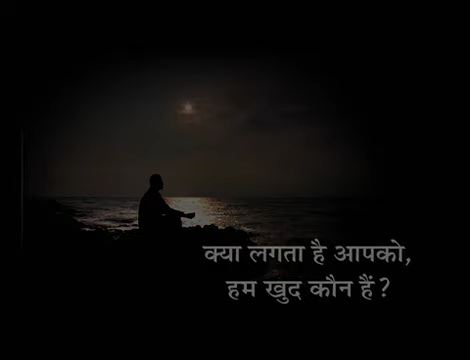 क्या लगता है आपको,
हम खुद कौन हैं?